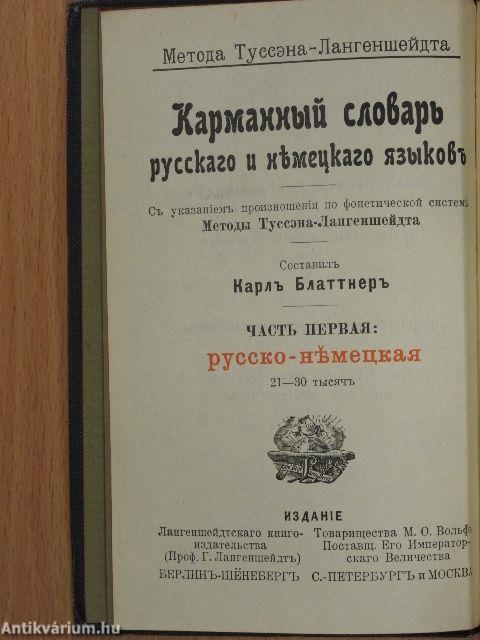 Метода Туссэна-Лангеншейдта
Карманный словарь
русскаго и нѣмецкаго языковъ
Съ указаніемъ произношенія по фонетической системѣ
Методы Туссэна-Лангеншейдта
Составилъ
Карлъ Блаттнеръ
ЧАСТЬ ПЕРВАЯ:
русско-нѣмецкая
21—30 тысячъ
ИЗДАНІЕ
Лангеншейдтскаго книго-
издательства
(Проф. Г. Лангеншейдтъ)
БЕРЛИНЪ-ШЁНЕБЕРГЪ
Товарищества М. О. Вольфъ
Поставщ. Его Император-
скаго Величества
С.-ПЕТЕРБУРГЪ и МОСКВА
Antikvárium.hu